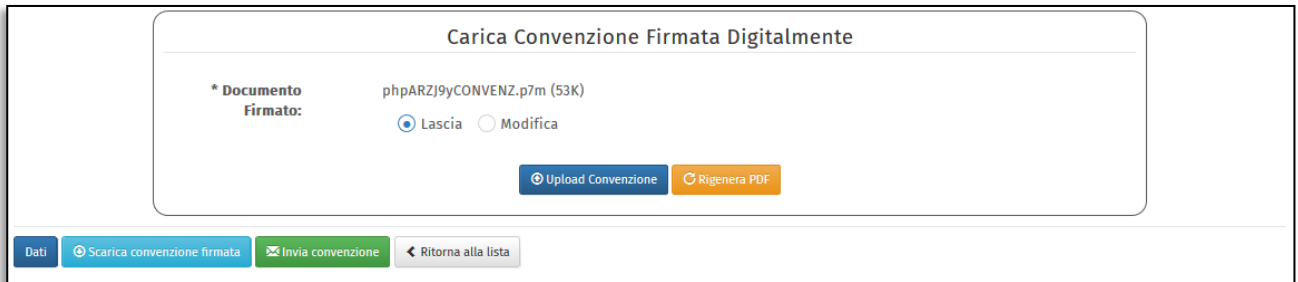 Carica Convenzione Firmata Digitalmente
* Documento Firmato:
phpARZJ9yCONVENZ.p7m (53K)
Lascia Modifica
Upload Convenzione Rigenera PDF
Dati Scarica convenzione firmata Invia convenzione Ritorna alla lista